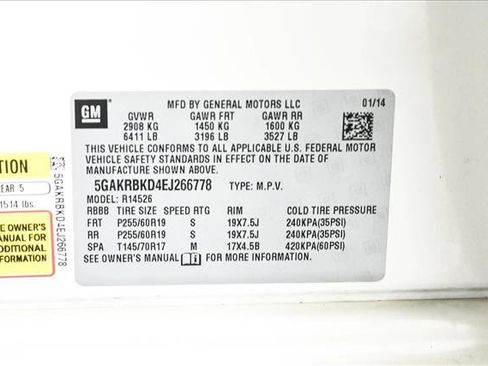 GM
MFD BY GENERAL MOTORS LLC 01/14
GVWR GAWR FRT GAWR RR
2908 KG 1450 KG 1600 KG
6411 LB 3196 LB 3527 LB
THIS VEHICLE CONFORMS TO ALL APPLICABLE U.S. FEDERAL MOTOR
VEHICLE SAFETY STANDARDS IN EFFECT ON THE DATE OF
MANUFACTURE SHOWN ABOVE.
5GAKRBKD4EJ266778 TYPE: M.P.V.
MODEL: R14526
RBBB TIRE SIZE SPEED RTG RIM COLD TIRE PRESSURE
FRT P255/60R19 S 19X7.5J 240KPA(35PSI)
RR P255/60R19 S 19X7.5J 240KPA(35PSI)
SPA T145/70R17 M 17X4.5B 420KPA(60PSI)
SEE OWNER'S MANUAL FOR MORE INFORMATION
TION
EAR 5
1514 lbs.
EE OWNER'S
ANUAL FOR
ADDITIONAL
FORMATION
5GAKRBKD4EJ266778